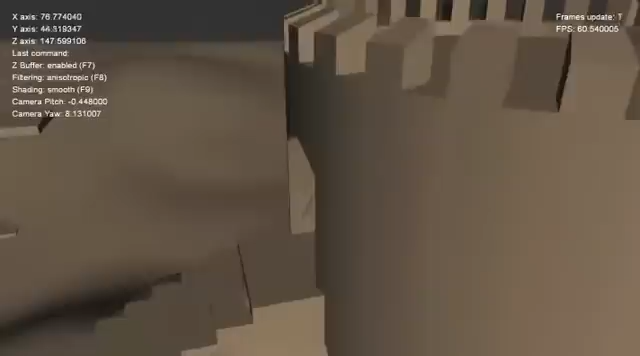 X axis: 76.774040
Y axis: 44.319347
Z axis: 147.599106
Last command:
Z Buffer: enabled (F7)
Filtering: anisotropic (F8)
Shading: smooth (F9)
Camera Pitch: -0.448000
Camera Yaw: 8.131007
Frames update: T
FPS: 60.540005